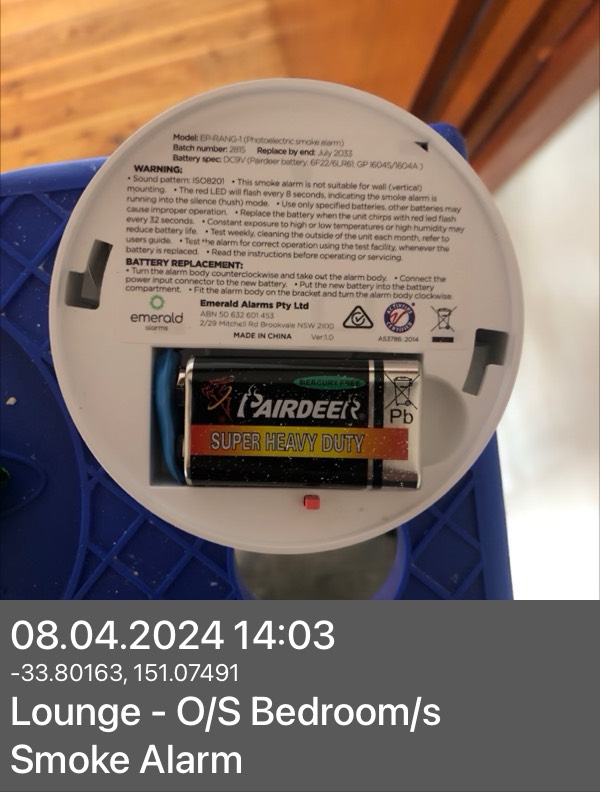 Model: EP-RANG-1 (Photoelectric smoke alarm)
Batch number: 2815 Replace by end: July 2033
Battery spec: DC9V (Pairdeer battery: 6F22/6LR61; GP 1604S/1604A)
WARNING:
• Sound pattern: ISO8201 • This smoke alarm is not suitable for wall (vertical)
mounting. • The red LED will flash every 8 seconds, indicating the smoke alarm is
running into the silence (hush) mode. • Use only specified batteries, other batteries may
cause improper operation. • Replace the battery when the unit chirps with red led flash
every 32 seconds. • Constant exposure to high or low temperatures or high humidity may
reduce battery life. • Test weekly, cleaning the outside of the unit each month, refer to
users guide. • Test the alarm for correct operation using the test facility, whenever the
battery is replaced. • Read the instructions before operating or servicing.
BATTERY REPLACEMENT:
• Turn the alarm body counterclockwise and take out the alarm body. • Connect the
power input connector to the new battery. • Put the new battery into the battery
compartment. • Fit the alarm body on the bracket and turn the alarm body clockwise.
emerald
alarms
Emerald Alarms Pty Ltd
ABN 50 632 601 453
2/29 Mitchell Rd Brookvale NSW 2100
MADE IN CHINA Ver:1.0
ACTIVFIRE
CERTIFIED
AS3786: 2014
MERCURY FREE
PAIRDEER
SUPER HEAVY DUTY
Pb
08.04.2024 14:03
-33.80163, 151.07491
Lounge - O/S Bedroom/s
Smoke Alarm